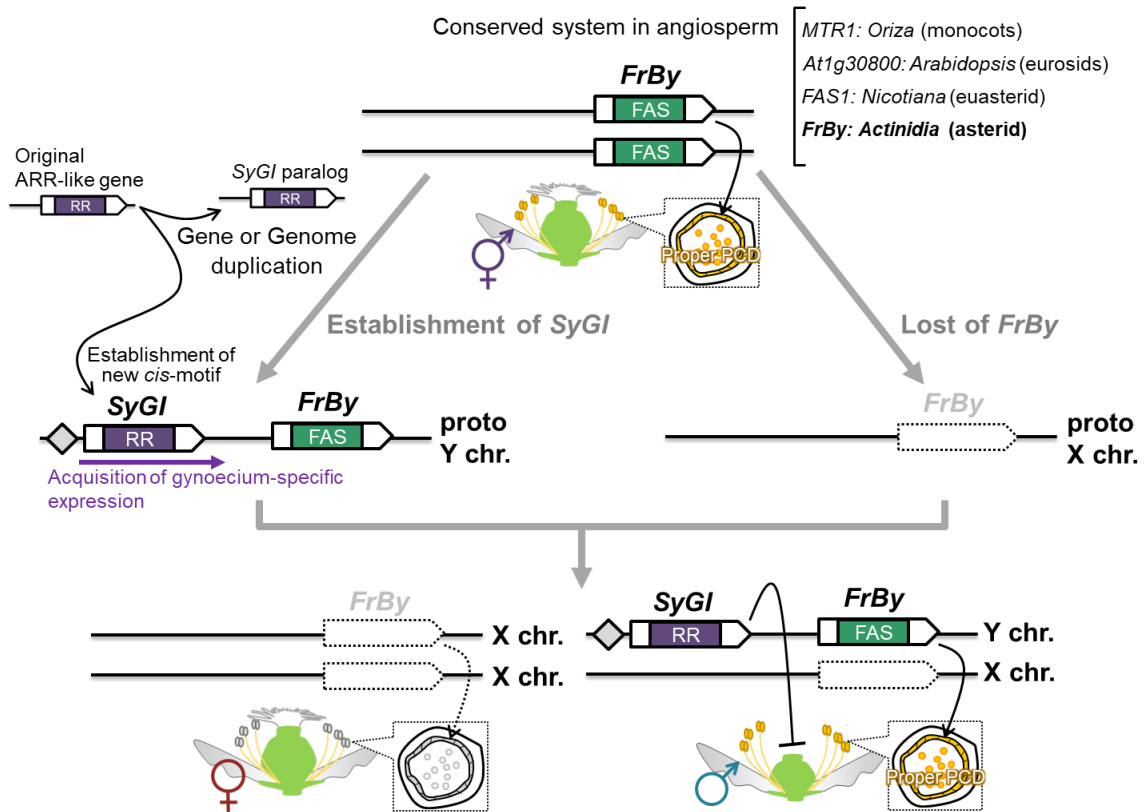 Conserved system in angiosperm
MTR1: Oriza (monocots)
At1g30800: Arabidopsis (eurosids)
FAS1: Nicotiana (euasterid)
FrBy: Actinidia (asterid)
FrBy
FAS
FAS
Original
ARR-like gene
RR
SyGI paralog
RR
Gene or Genome
duplication
Proper PCD
Establishment of SyGI
Lost of FrBy
Establishment of
new cis-motif
SyGI
FrBy
RR
FAS
proto
Y chr.
Acquisition of gynoecium-specific
expression
FrBy
proto
X chr.
FrBy
X chr.
X chr.
SyGI
FrBy
RR
FAS
Y chr.
X chr.
Proper PCD